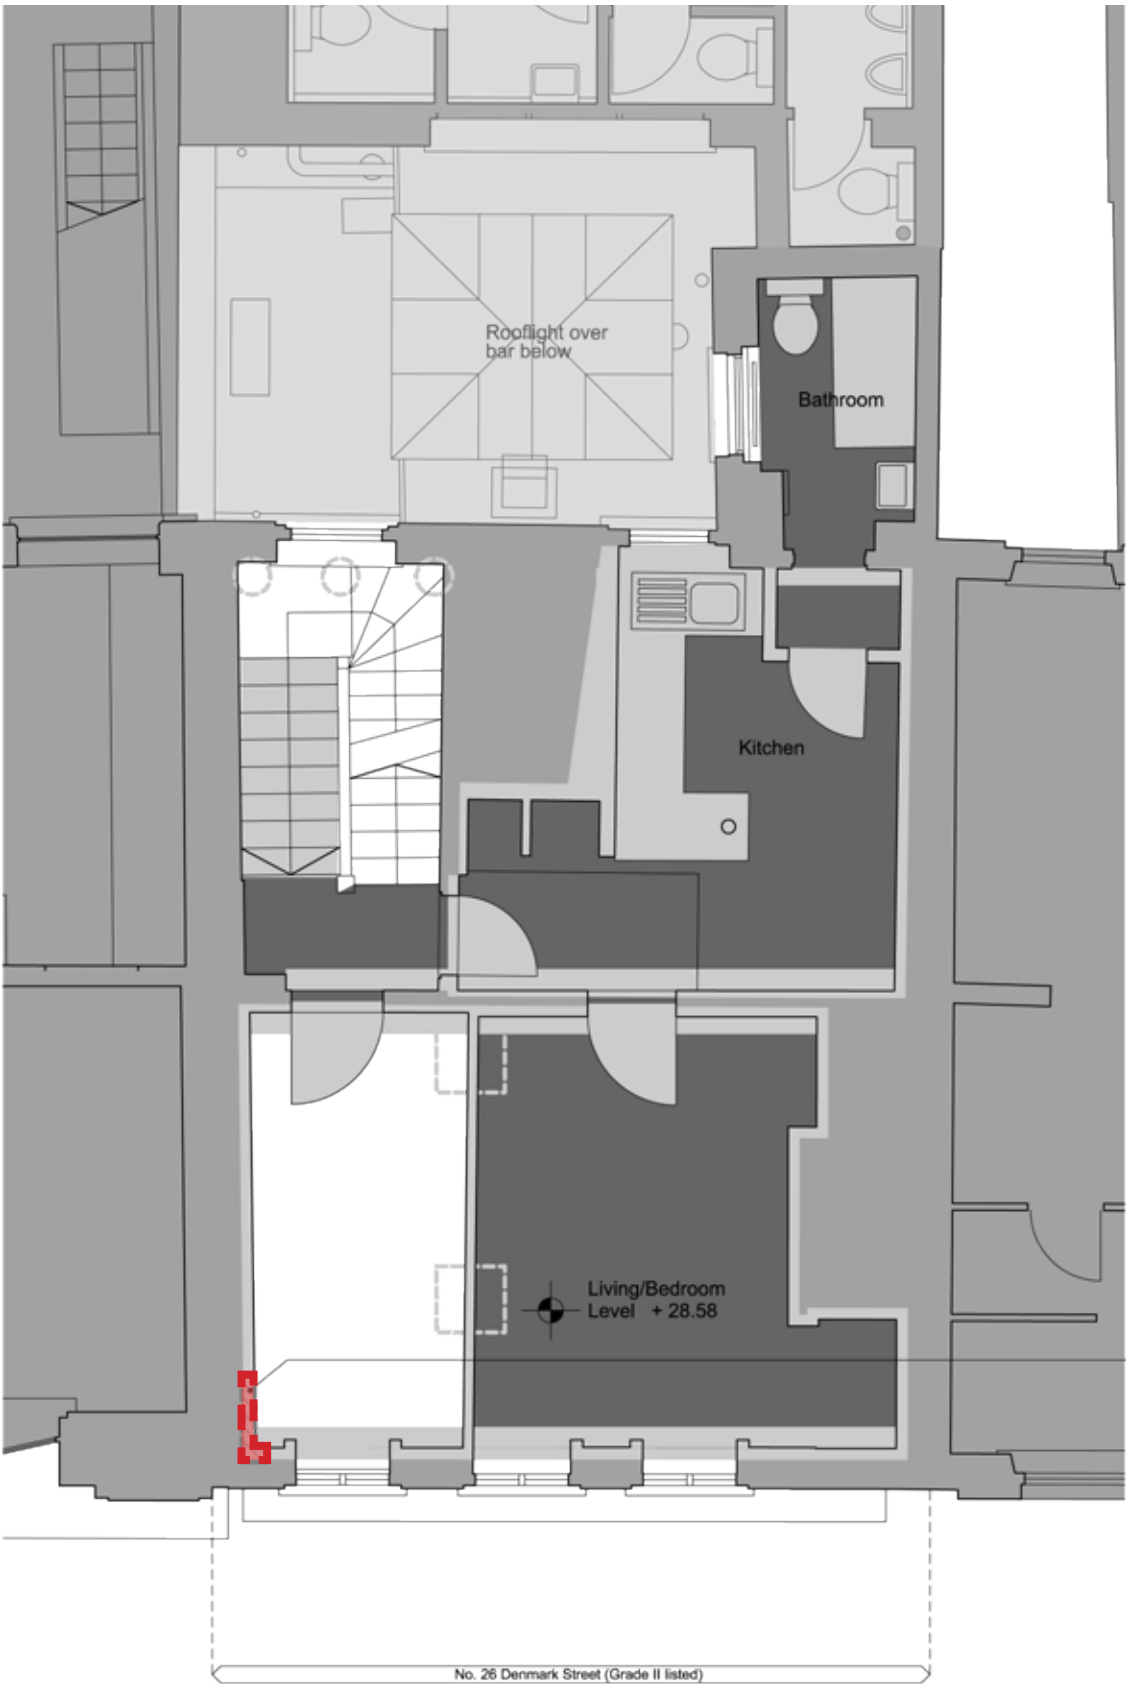 Rooflight over
bar below
Bathroom
Kitchen
Living/Bedroom
Level + 28.58
No. 26 Denmark Street (Grade II listed)